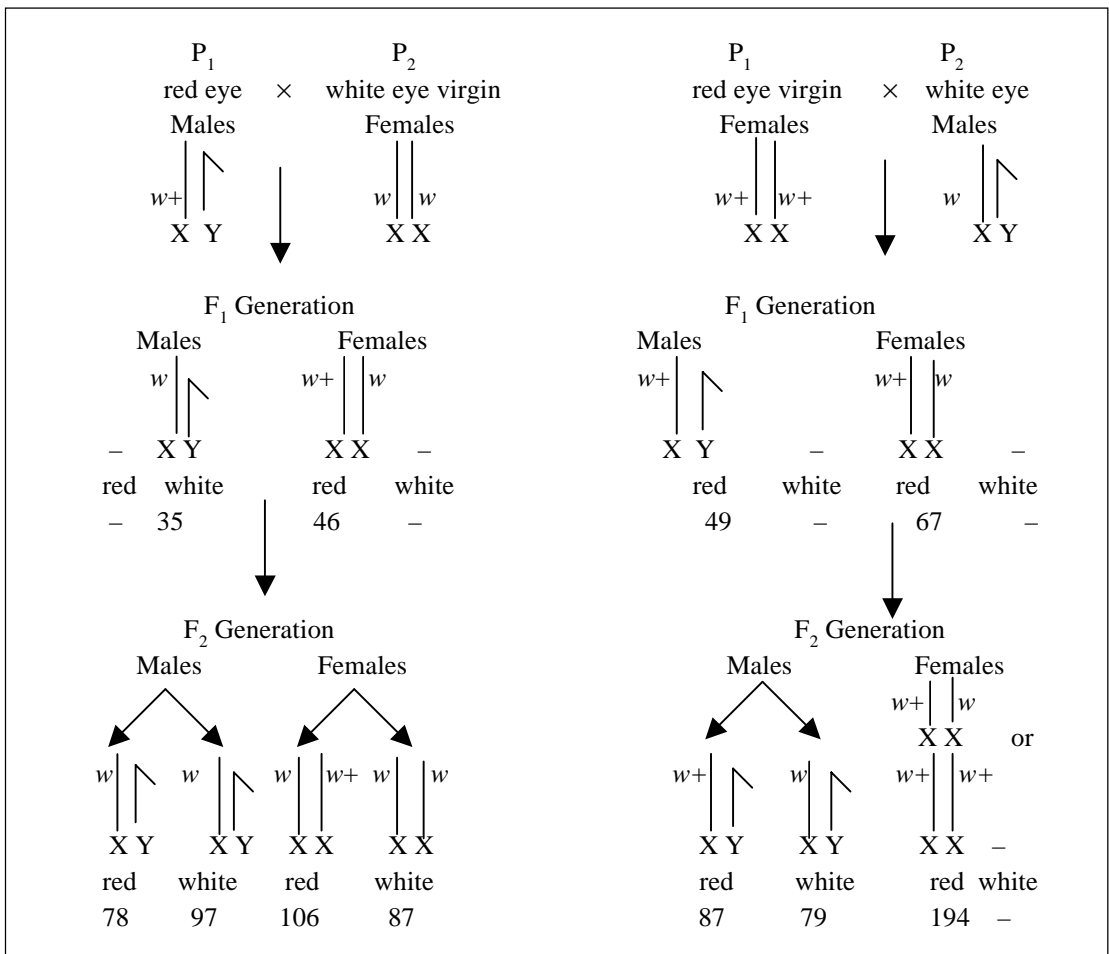 P1 P2
red eye × white eye virgin
Males Females
w+ w w
X Y X X
F1 Generation
Males Females
w w+ w
– X Y X X –
red white red white
– 35 46 –
F2 Generation
Males Females
w w w w+ w w
X Y X Y X X X X
red white red white
78 97 106 87
P1 P2
red eye virgin × white eye
Females Males
w+ w+ w
X X X Y
F1 Generation
Males Females
w+ w+ w
X Y – X X –
red white red white
49 – 67 –
F2 Generation
Males Females
w+ w
X X or
w+ w w+ w+
X Y X Y X X –
red white red white
87 79 194 –